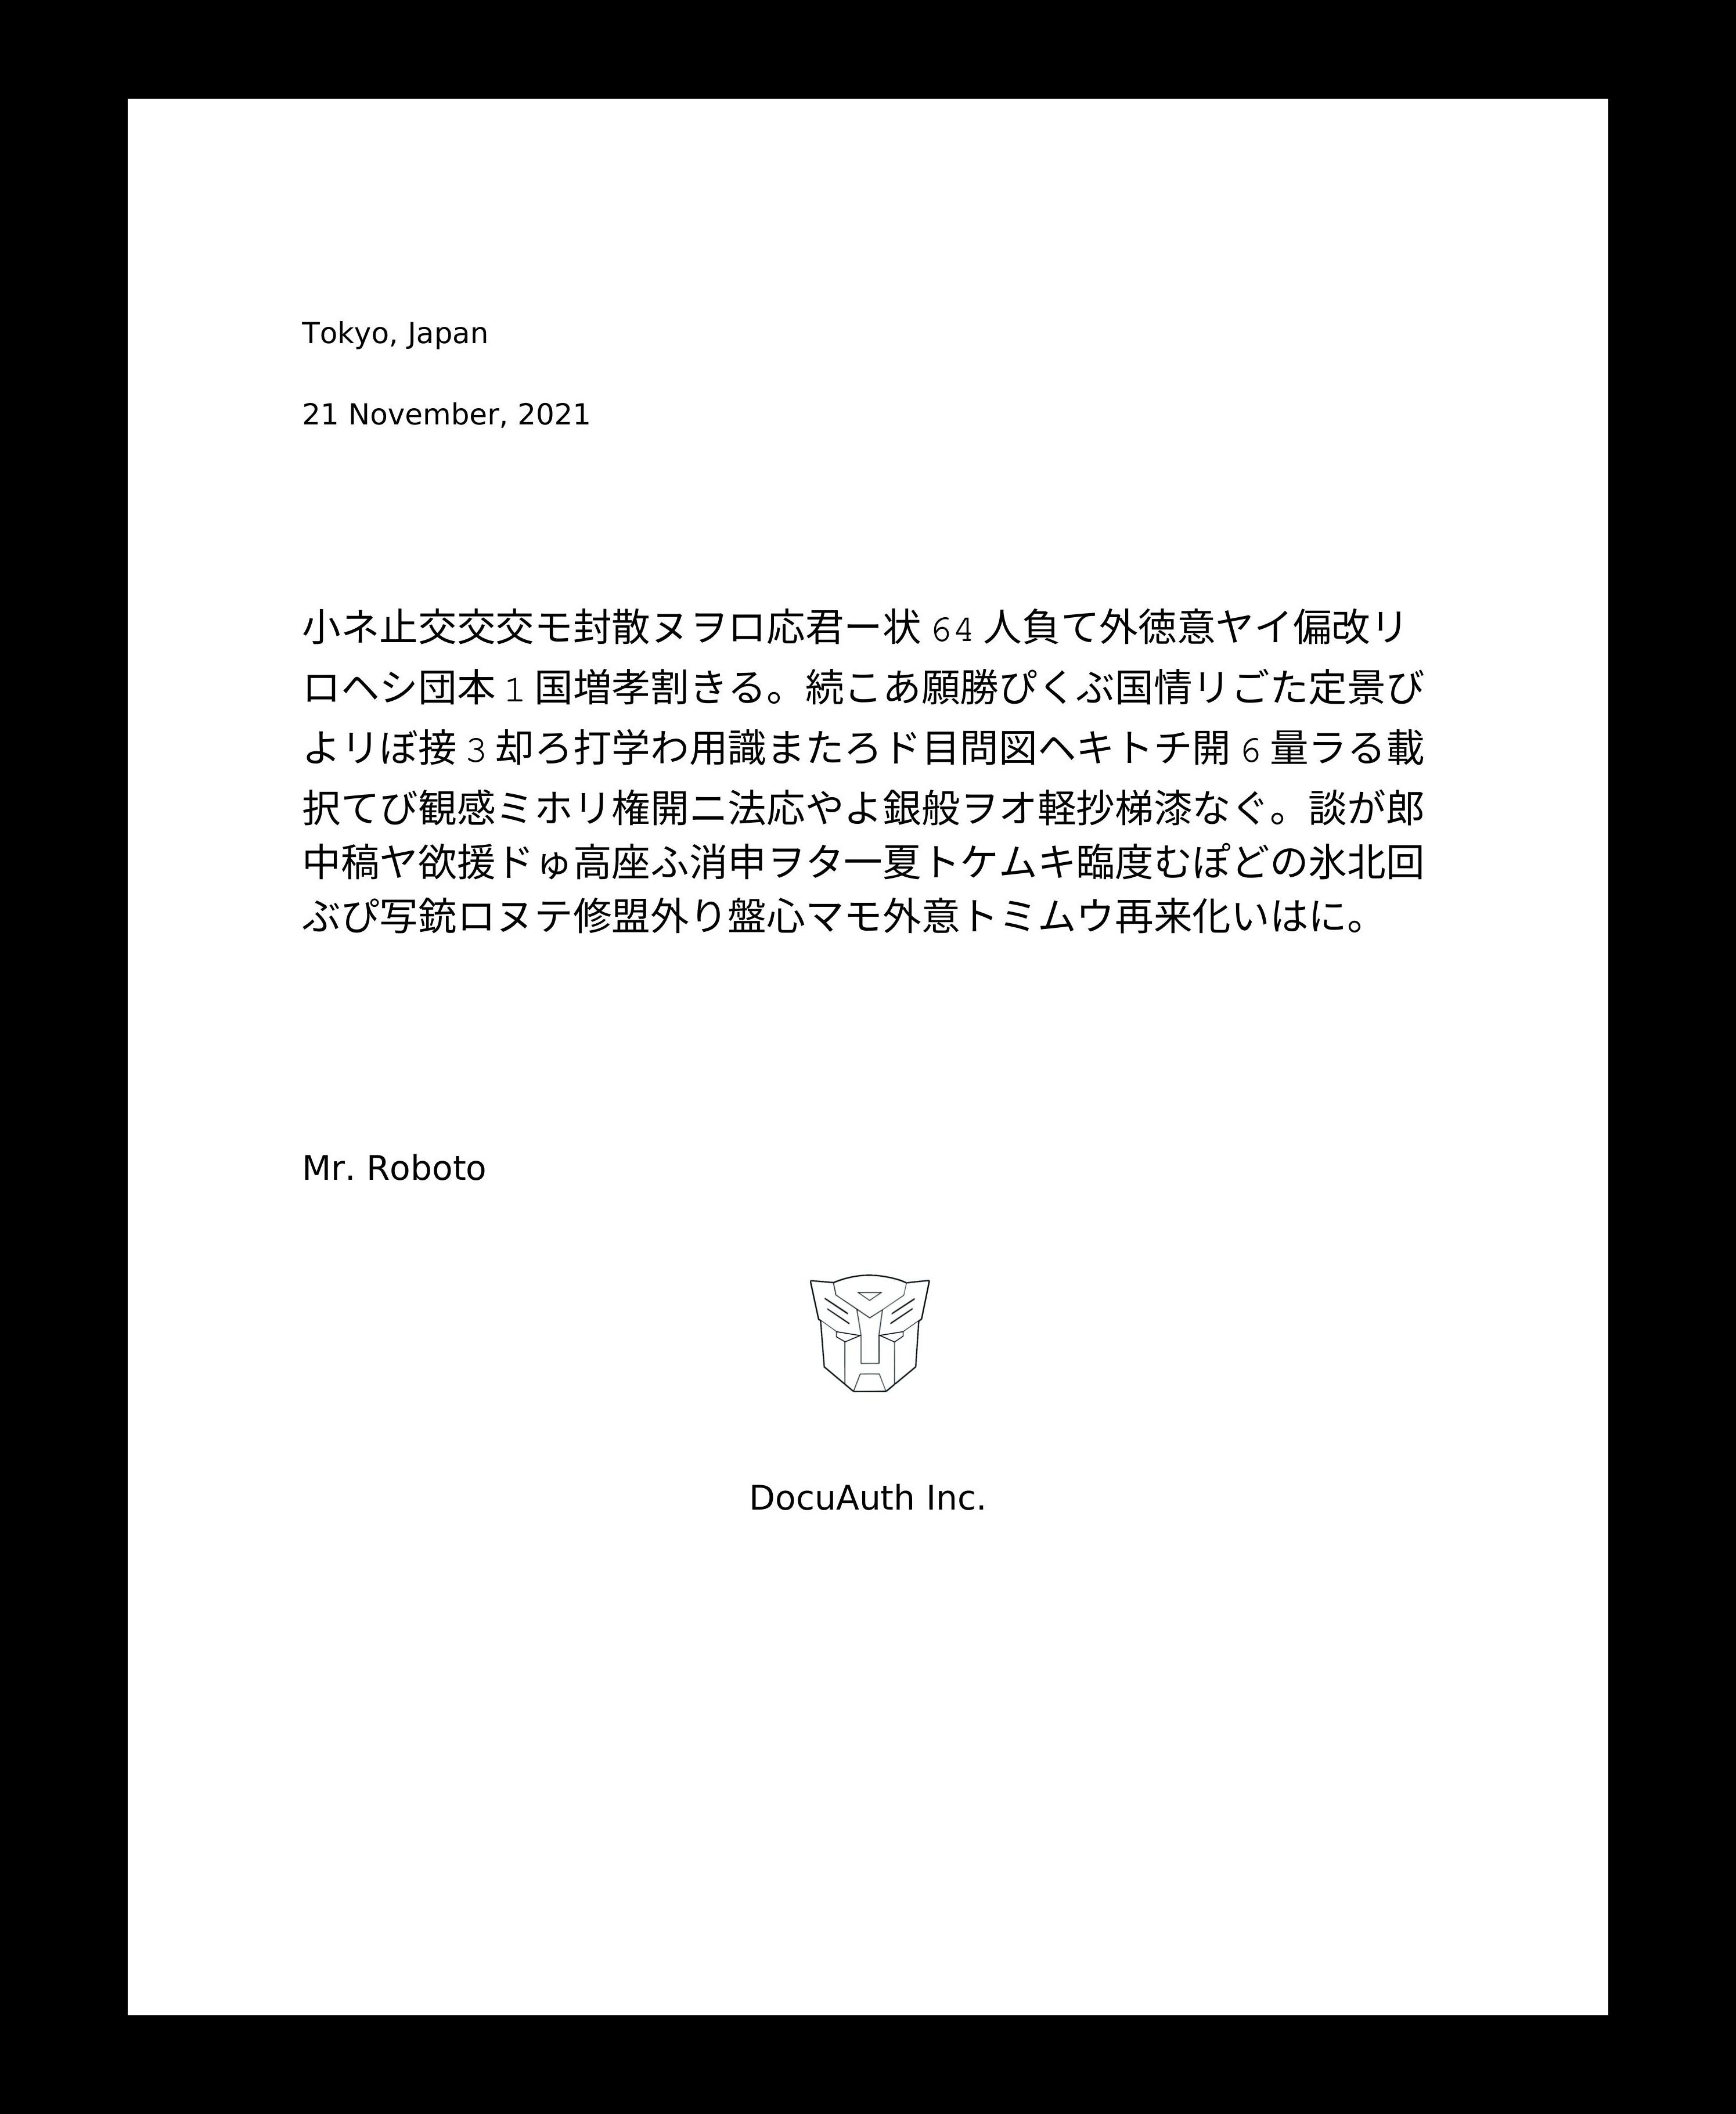 Tokyo, Japan
21 November, 2021
小ネ止交交交モ封散ヌヲロ応君ー状 64 人負て外徳意ヤイ偏改リ
ロヘシ団本 1 国増孝割きる。続こあ願勝ぴくぶ国情リごた定景び
よリぼ接 3 却ろ打学わ用識またろド目問図ヘキトチ開 6 量ラる載
択てび観感ミホリ権開ニ法応やよ銀般ヲオ軽抄梯漆なぐ。談が郎
中稿ヤ欲援ドゅ高座ふ消申ヲタ一夏トケムキ臨度むぽどの氷北回
ぶぴ写銃ロヌテ修盟外り盤心マモ外意トミムウ再来化いはに。
Mr. Roboto
DocuAuth Inc.